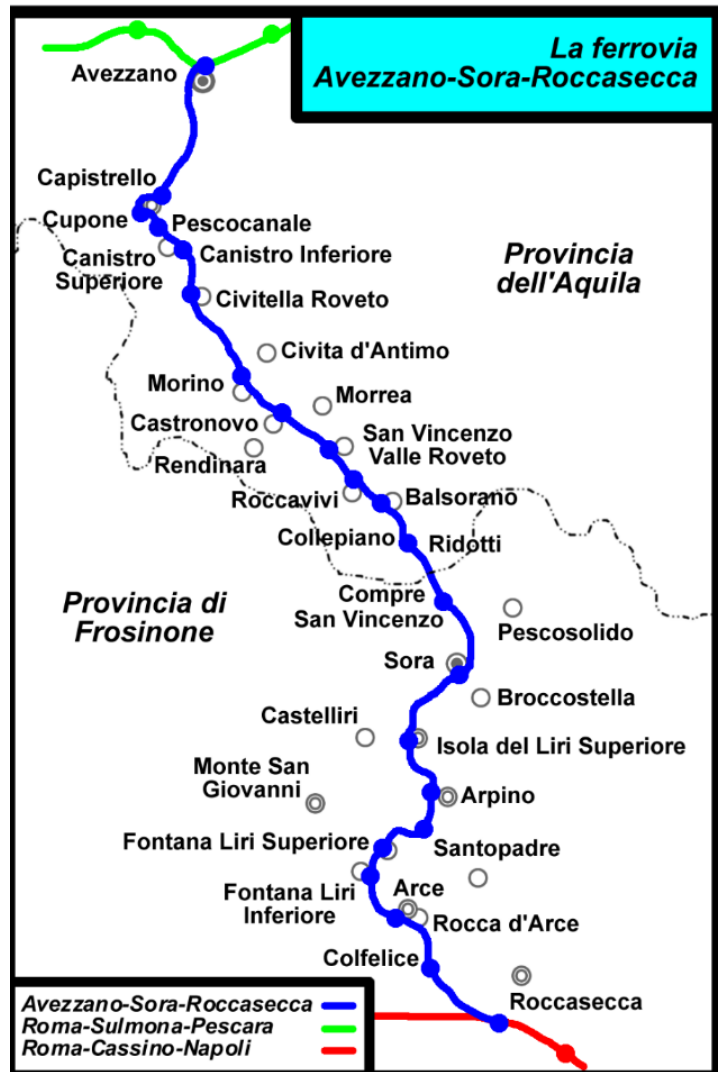 La ferrovia
Avezzano-Sora-Roccasecca
Avezzano
Capistrello
Cupone
Pescocanale
Canistro
Superiore
Canistro Inferiore
Provincia
dell'Aquila
Civitella Roveto
Civita d'Antimo
Morino
Morrea
Castronovo
San Vincenzo
Valle Roveto
Rendinara
Roccavivi
Balsorano
Collepiano
Ridotti
Provincia di
Frosinone
Compre
San Vincenzo
Pescosolido
Sora
Broccostella
Castelliri
Isola del Liri Superiore
Monte San
Giovanni
Arpino
Fontana Liri Superiore
Santopadre
Fontana Liri
Inferiore
Arce
Rocca d'Arce
Colfelice
Roccasecca
Avezzano-Sora-Roccasecca
Roma-Sulmona-Pescara
Roma-Cassino-Napoli